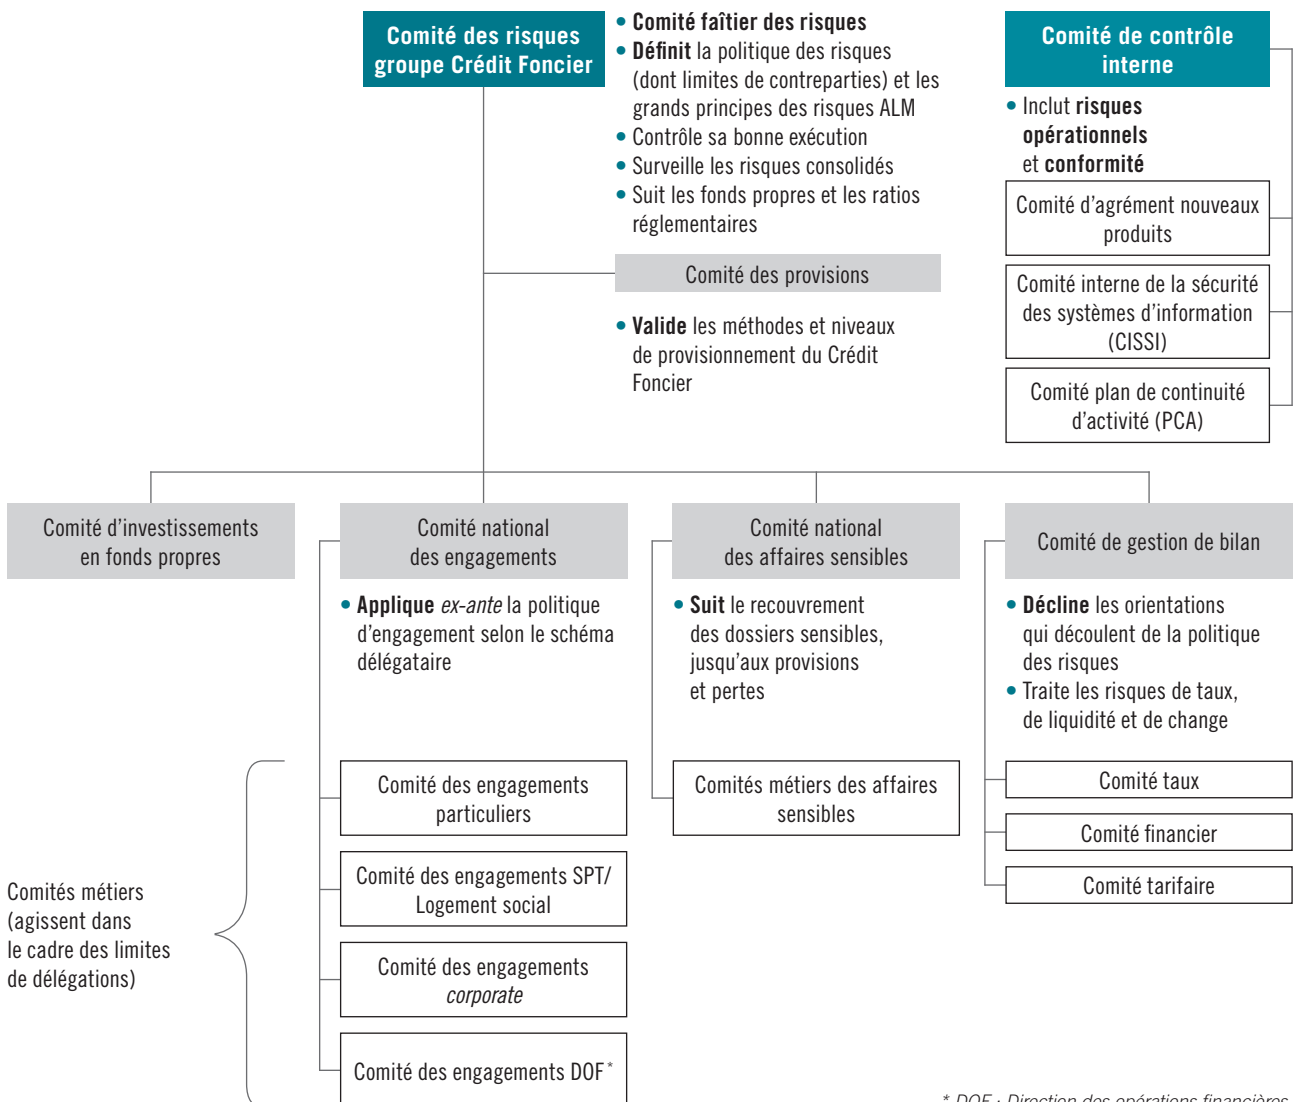 Comité des risques
groupe Crédit Foncier
• Comité faîtier des risques
• Définit la politique des risques
(dont limites de contreparties) et les
grands principes des risques ALM
• Contrôle sa bonne exécution
• Surveille les risques consolidés
• Suit les fonds propres et les ratios
réglementaires
Comité des provisions
• Valide les méthodes et niveaux
de provisionnement du Crédit
Foncier
Comité de contrôle
interne
• Inclut risques
opérationnels
et conformité
Comité d’agrément nouveaux
produits
Comité interne de la sécurité
des systèmes d’information
(CISSI)
Comité plan de continuité
d’activité (PCA)
Comité d’investissements
en fonds propres
Comité national
des engagements
• Applique ex-ante la politique
d’engagement selon le schéma
délégataire
Comité national
des affaires sensibles
• Suit le recouvrement
des dossiers sensibles,
jusqu’aux provisions
et pertes
Comité de gestion de bilan
• Décline les orientations
qui découlent de la politique
des risques
• Traite les risques de taux,
de liquidité et de change
Comités métiers
(agissent dans
le cadre des limites
de délégations)
Comité des engagements
particuliers
Comité des engagements SPT/
Logement social
Comité des engagements
corporate
Comité des engagements DOF*
Comités métiers des affaires
sensibles
Comité taux
Comité financier
Comité tarifaire
* DOF : Direction des opérations financières